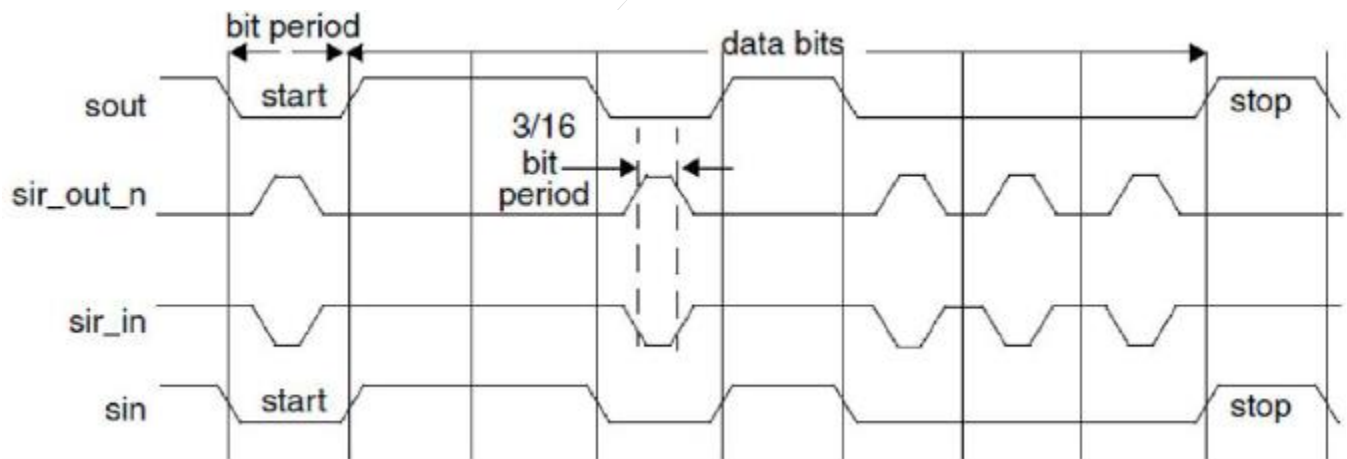 bit period
data bits
sout
start
stop
3/16
bit
period
sir_out_n
sir_in
sin
start
stop